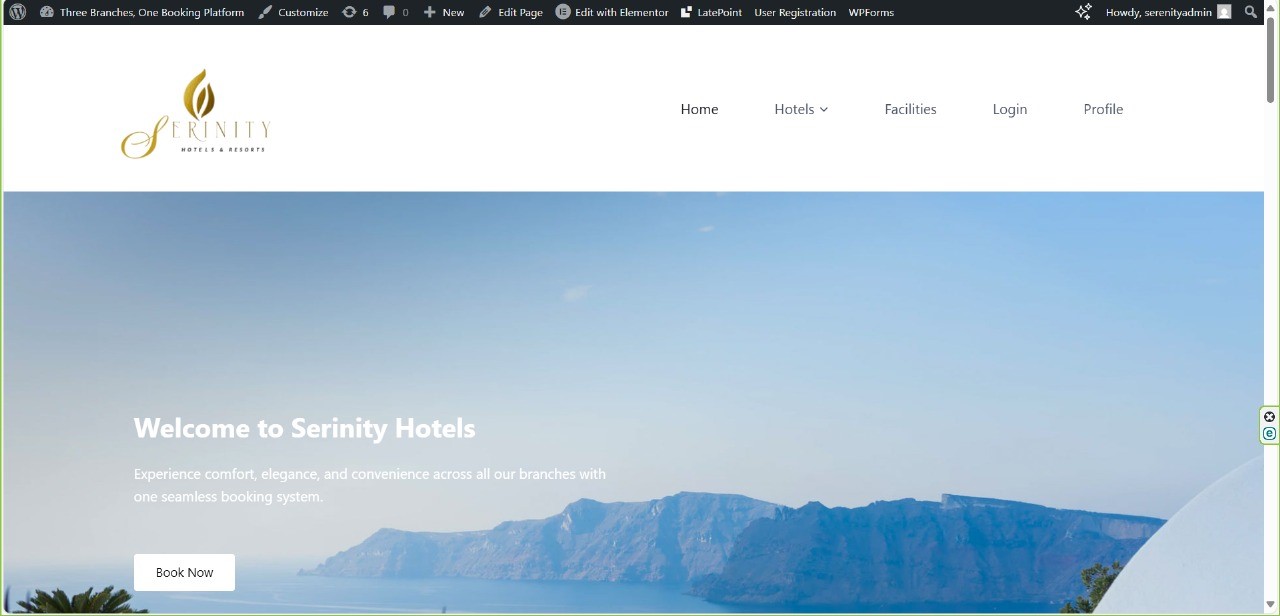 Three Branches, One Booking Platform Customize 6 0 New Edit Page Edit with Elementor LatePoint User Registration WPForms Howdy, serenityadmin
SERINITY
HOTELS & RESORTS
Home Hotels Facilities Login Profile
Welcome to Serinity Hotels
Experience comfort, elegance, and convenience across all our branches with
one seamless booking system.
Book Now